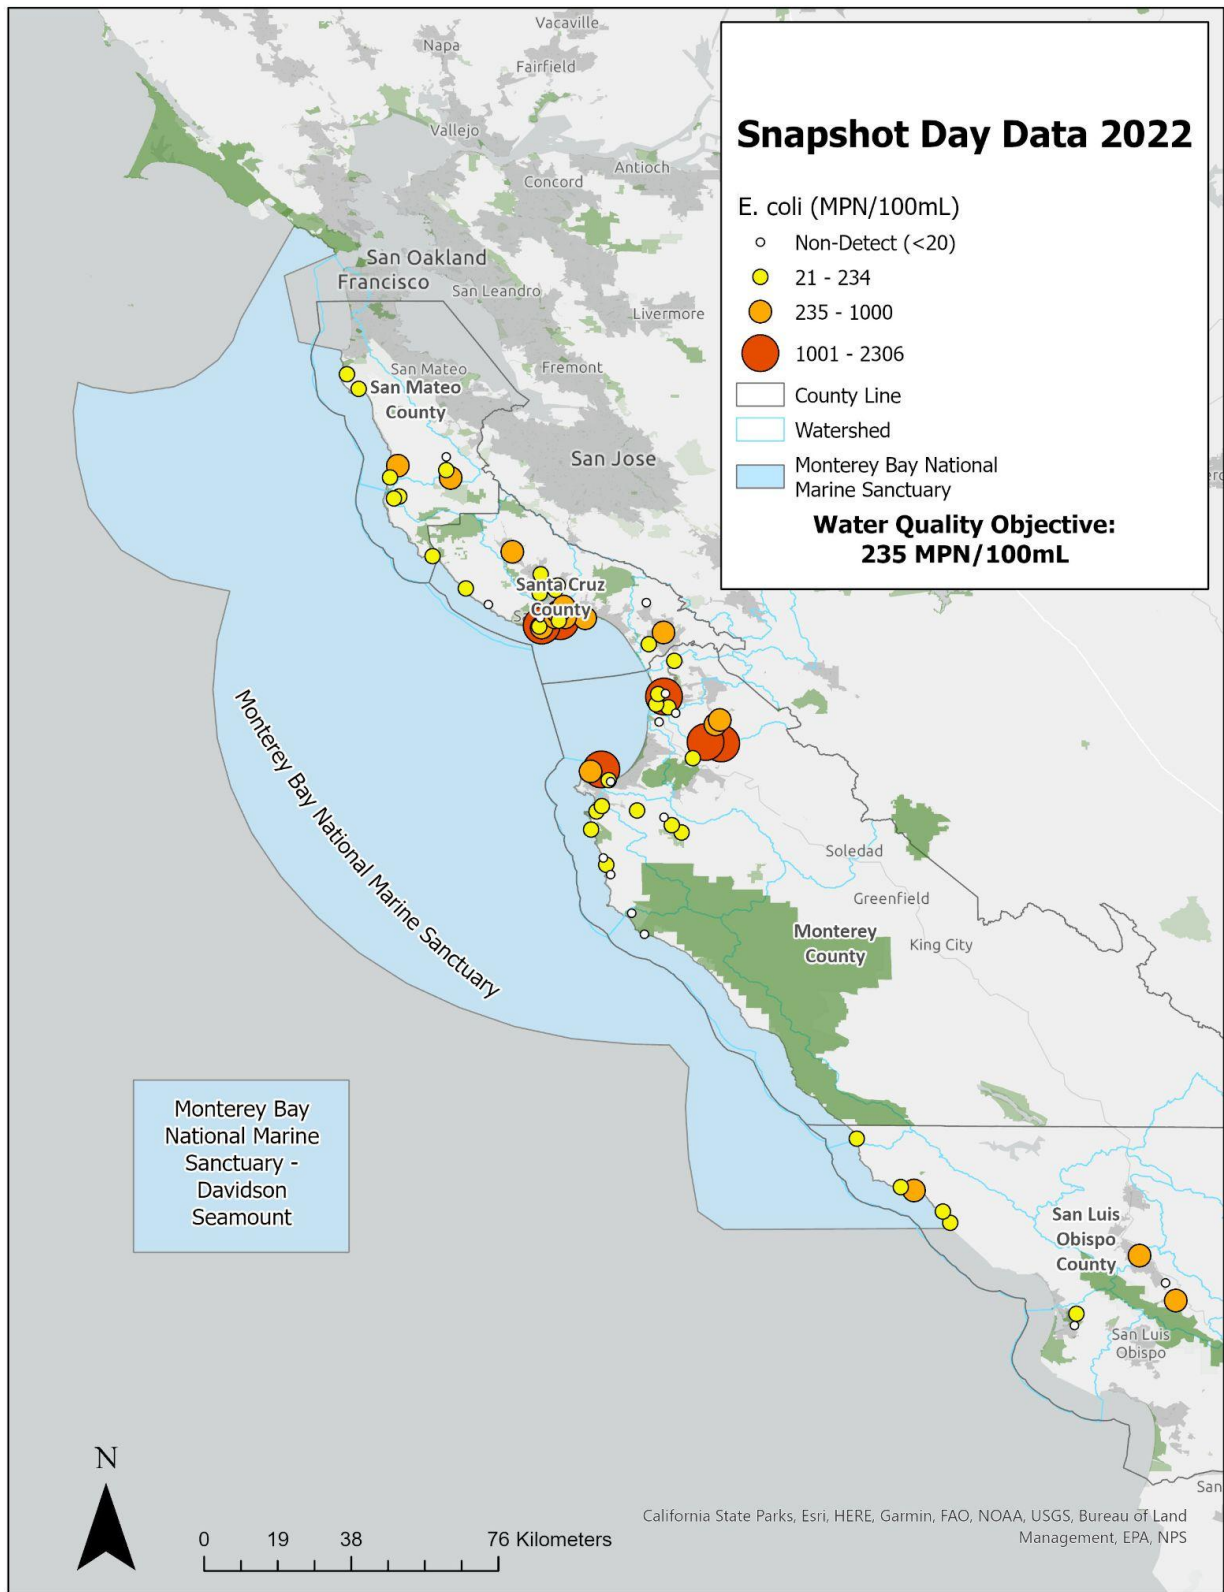 Vacaville
Napa
Fairfield
Vallejo
Antioch
Concord
San Oakland
Francisco
San Leandro
Livermore
San Mateo
Fremont
San Mateo
County
San Jose
Snapshot Day Data 2022
E. coli (MPN/100mL)
Non-Detect (<20)
21 - 234
235 - 1000
1001 - 2306
County Line
Watershed
Monterey Bay National
Marine Sanctuary
Water Quality Objective:
235 MPN/100mL
Santa Cruz
County
Monterey Bay National Marine Sanctuary
Soledad
Greenfield
Monterey
County
King City
Monterey Bay
National Marine
Sanctuary -
Davidson
Seamount
San Luis
Obispo
County
San Luis
Obispo
San
N
0 19 38 76 Kilometers
California State Parks, Esri, HERE, Garmin, FAO, NOAA, USGS, Bureau of Land
Management, EPA, NPS